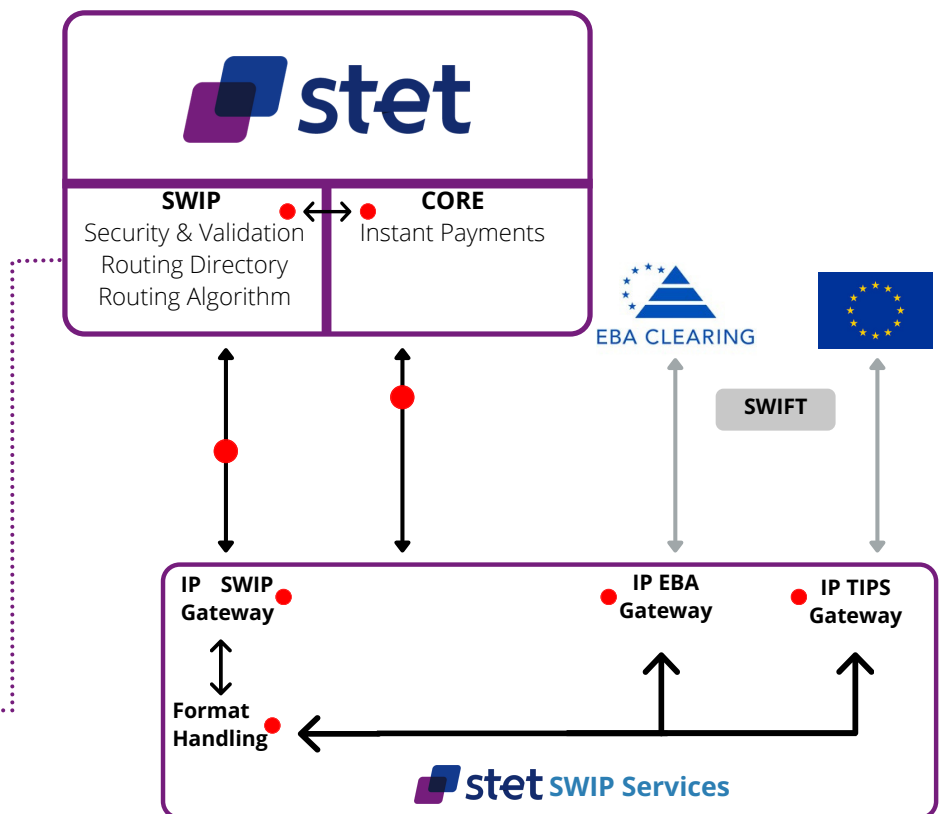 stet
SWIP
Security & Validation
Routing Directory
Routing Algorithm
CORE
Instant Payments
EBA CLEARING
SWIFT
IP SWIP
Gateway
IP EBA
Gateway
IP TIPS
Gateway
Format
Handling
stet SWIP Services